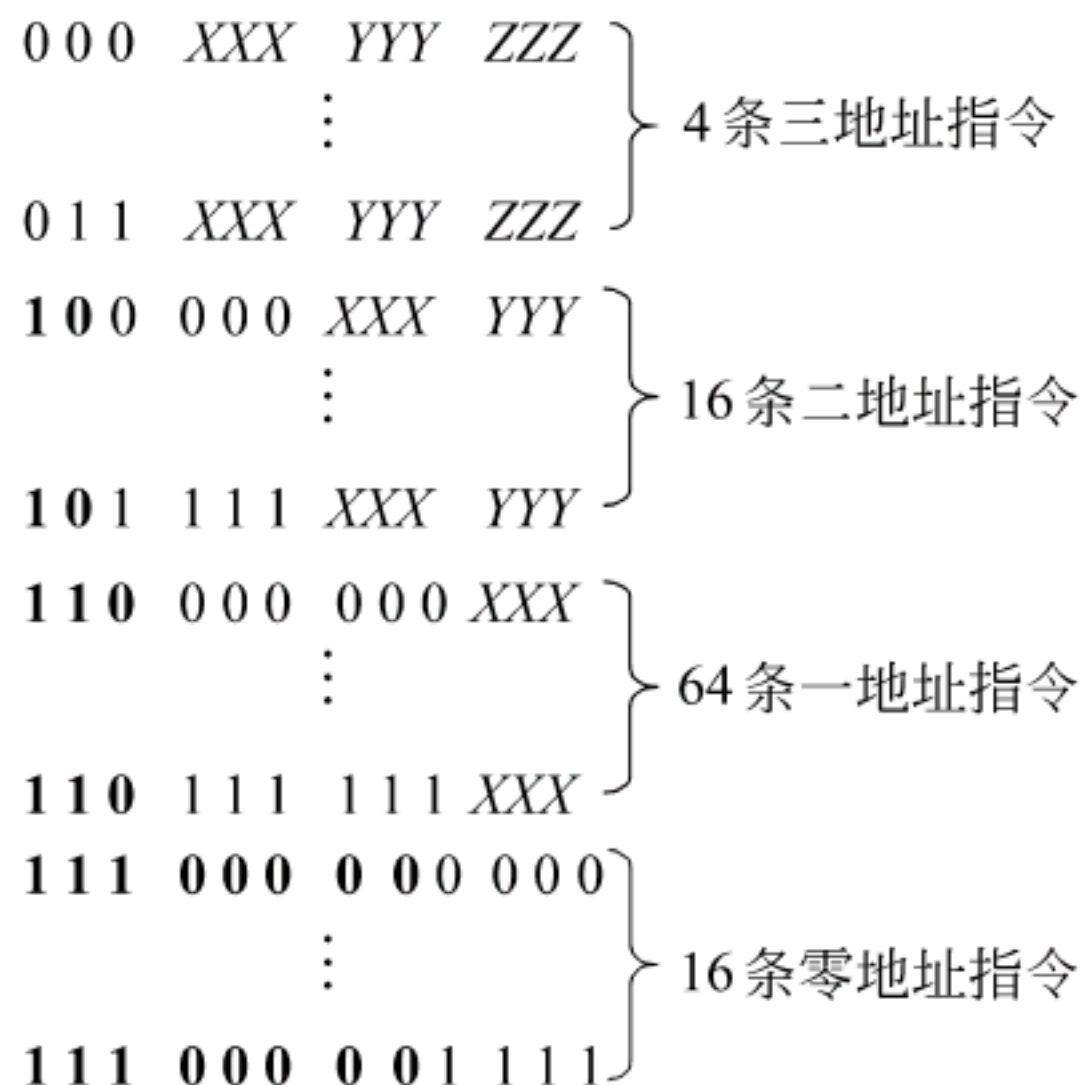 0 0 0 XXX YYY ZZZ
⋮
4条三地址指令
0 1 1 XXX YYY ZZZ
1 0 0 0 0 0 XXX YYY
⋮
16条二地址指令
1 0 1 1 1 1 XXX YYY
1 1 0 0 0 0 0 0 0 XXX
⋮
64条一地址指令
1 1 0 1 1 1 1 1 1 XXX
1 1 1 0 0 0 0 0 0 0 0 0
⋮
16条零地址指令
1 1 1 0 0 0 0 0 1 1 1 1